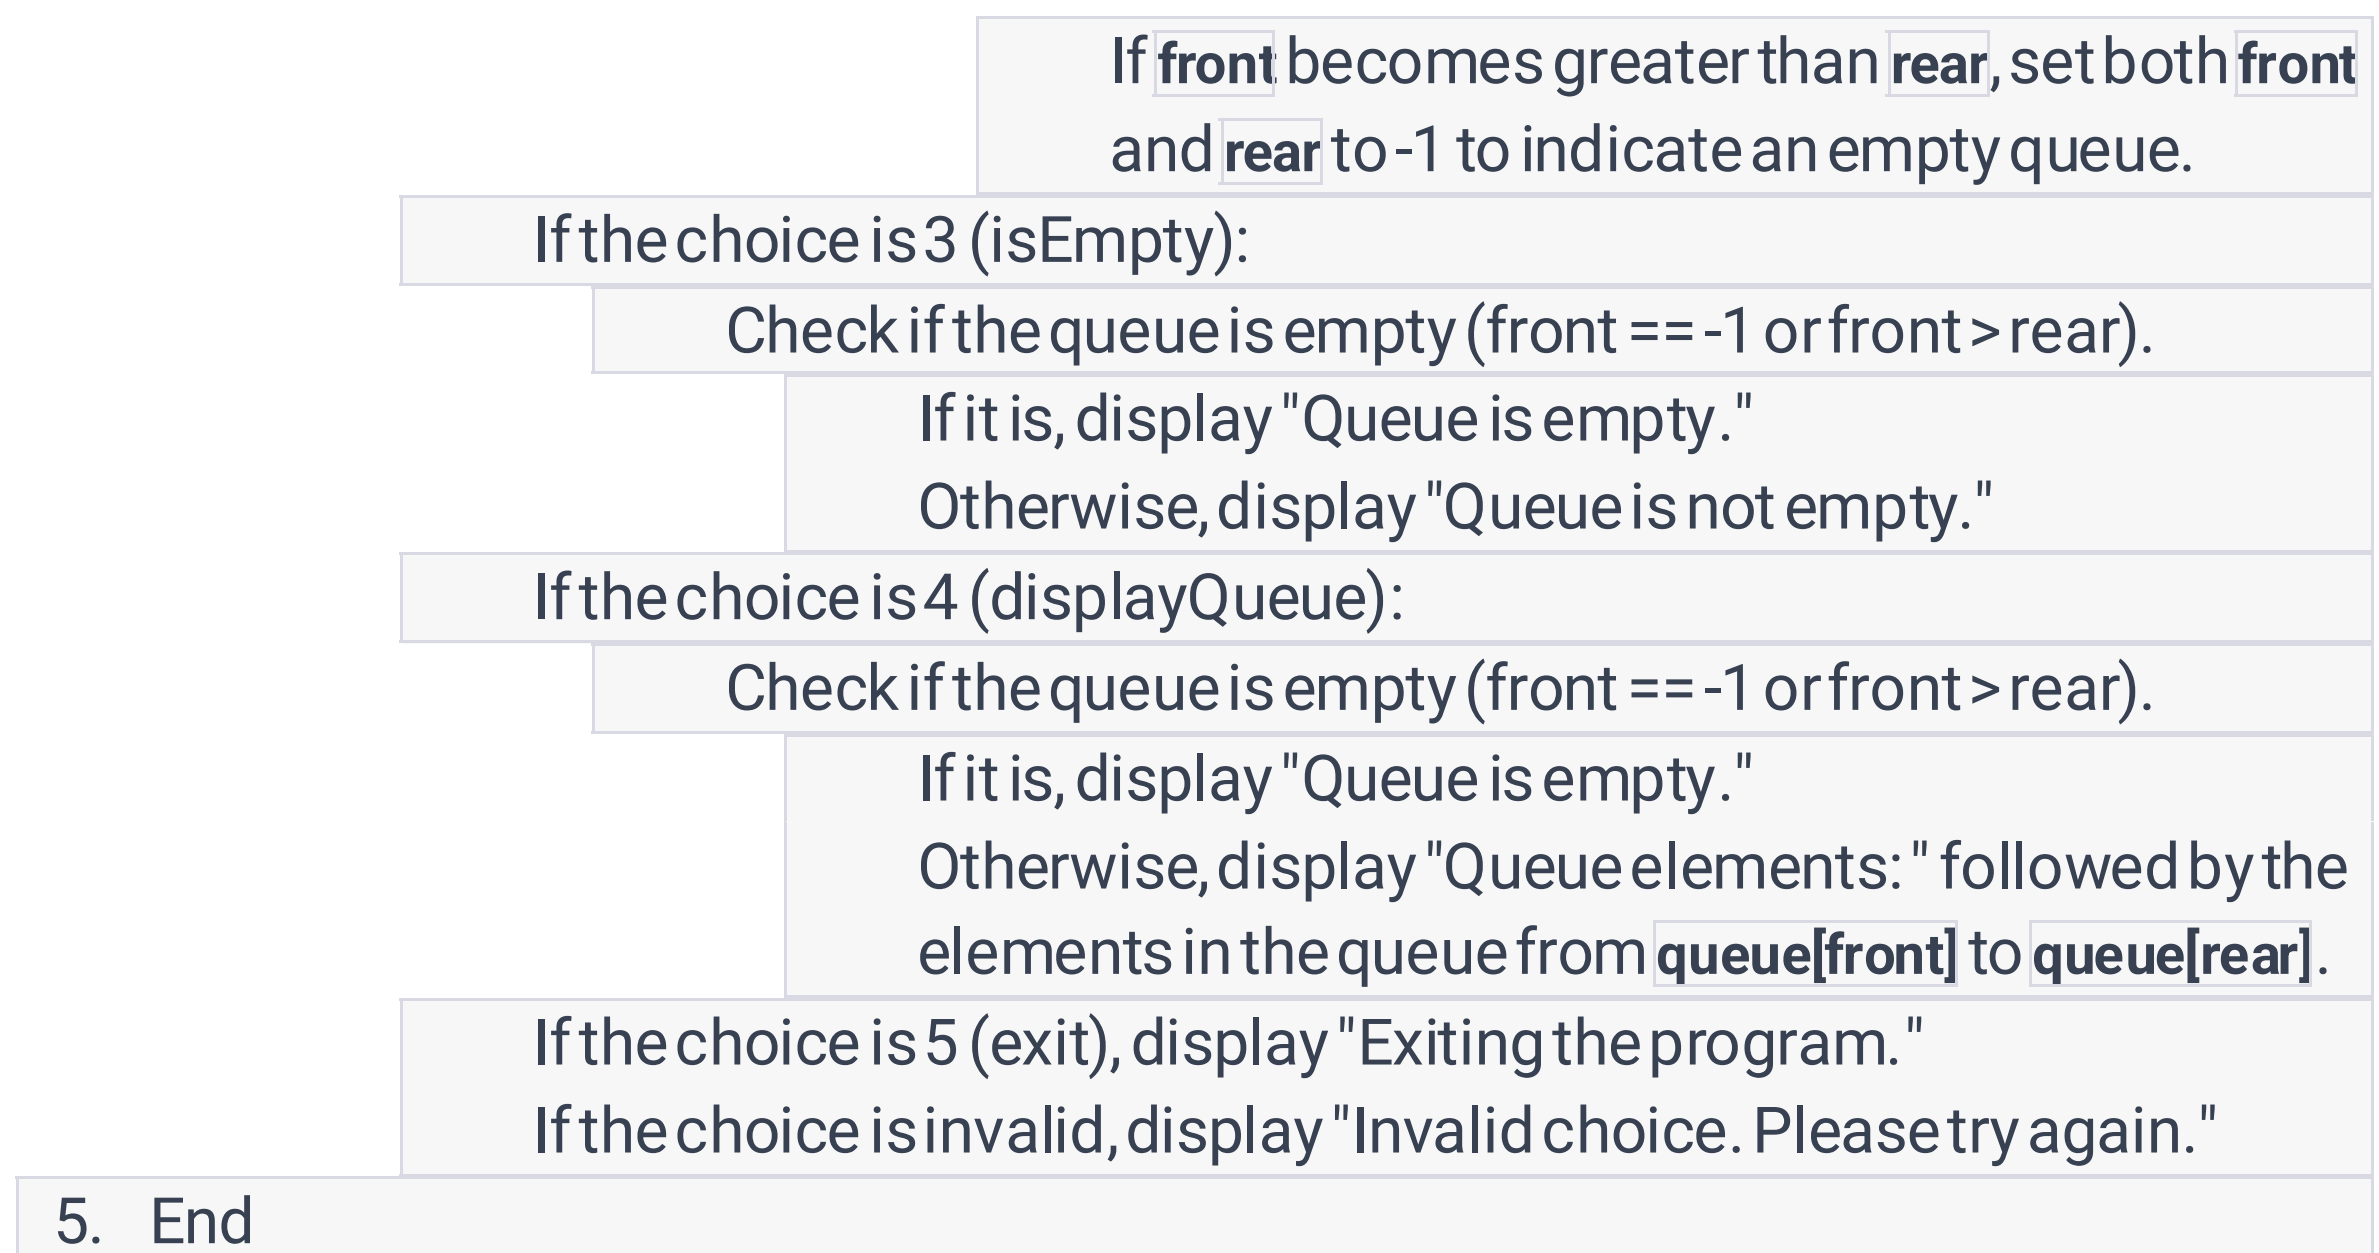 If front becomes greater than rear, set both front
and rear to -1 to indicate an empty queue.
If the choice is 3 (isEmpty):
Check if the queue is empty (front == -1 or front > rear).
If it is, display "Queue is empty."
Otherwise, display "Queue is not empty."
If the choice is 4 (displayQueue):
Check if the queue is empty (front == -1 or front > rear).
If it is, display "Queue is empty."
Otherwise, display "Queue elements: " followed by the
elements in the queue from queue[front] to queue[rear].
If the choice is 5 (exit), display "Exiting the program."
If the choice is invalid, display "Invalid choice. Please try again."
5. End